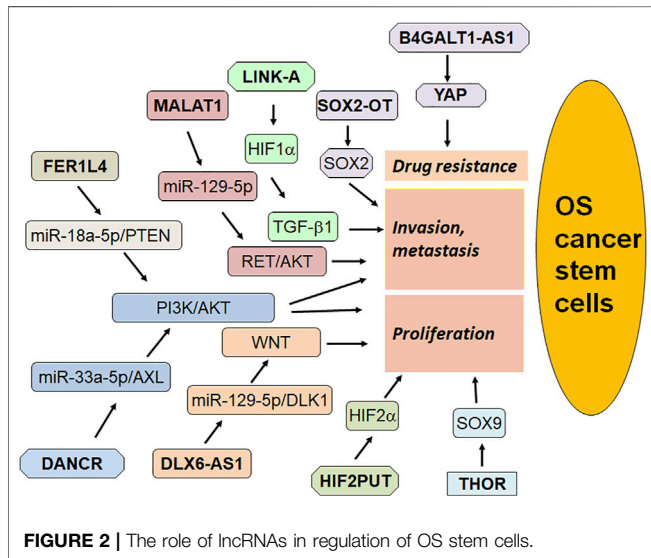 B4GALT1-AS1
LINK-A
YAP
MALAT1
SOX2-OT
HIF1α
SOX2
Drug resistance
FER1L4
miR-129-5p
OS
cancer
stem
cells
TGF-β1
Invasion,
metastasis
miR-18a-5p/PTEN
RET/AKT
PI3K/AKT
WNT
Proliferation
miR-33a-5p/AXL
miR-129-5p/DLK1
HIF2α
SOX9
DANCR
DLX6-AS1
HIF2PUT
THOR
FIGURE 2 | The role of lncRNAs in regulation of OS stem cells.